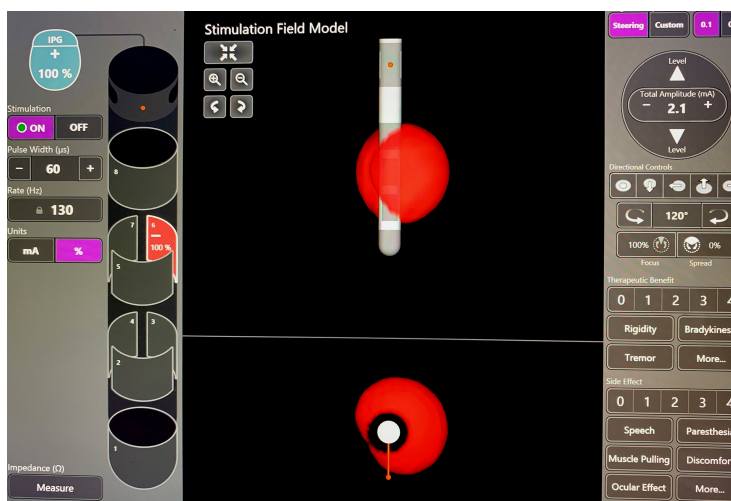 IPG
+
100 %
Stimulation
ON OFF
Pulse Width (µs)
− 60 +
Rate (Hz)
130
Units
mA %
Impedance (Ω)
Measure
8
7 6
−
100 %
5
4 3
2
1
Stimulation Field Model
Steering Custom 0.1
Level
Total Amplitude (mA)
− 2.1 +
Level
Directional Controls
120°
100% 0%
Focus Spread
Therapeutic Benefit
0 1 2 3 4
Rigidity Bradykines
Tremor More...
Side Effect
0 1 2 3 4
Speech Paresthesia
Muscle Pulling Discomfor
Ocular Effect More...